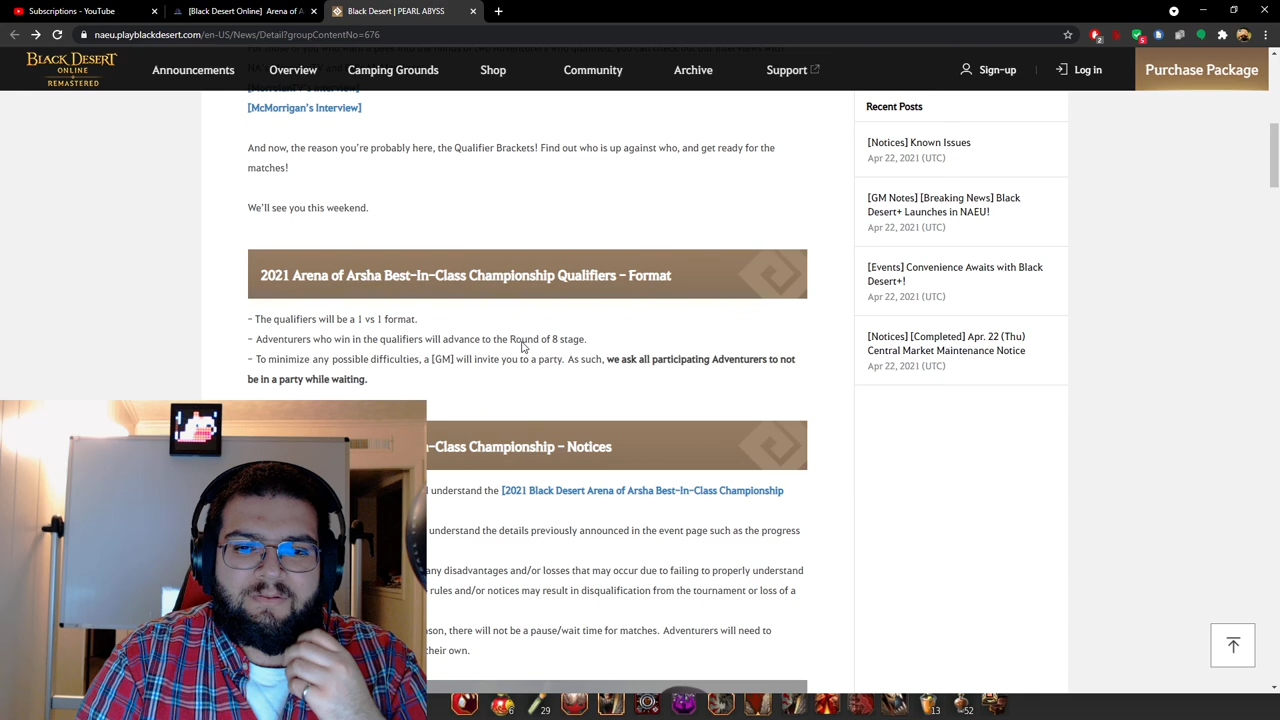 Subscriptions - YouTube
[Black Desert Online] Arena of A
Black Desert | PEARL ABYSS
naeu.playblackdesert.com/en-US/News/Detail?groupContentNo=676
BLACK DESERT
ONLINE
REMASTERED
Announcements
Overview
Camping Grounds
Shop
Community
Archive
Support
Sign-up
Log in
Purchase Package
[McMorrigan's Interview]
And now, the reason you're probably here, the Qualifier Brackets! Find out who is up against who, and get ready for the
matches!
We'll see you this weekend.
2021 Arena of Arsha Best-In-Class Championship Qualifiers – Format
– The qualifiers will be a 1 vs 1 format.
– Adventurers who win in the qualifiers will advance to the Round of 8 stage.
– To minimize any possible difficulties, a [GM] will invite you to a party. As such, we ask all participating Adventurers to not
be in a party while waiting.
-Class Championship – Notices
understand the [2021 Black Desert Arena of Arsha Best-In-Class Championship
understand the details previously announced in the event page such as the progress
any disadvantages and/or losses that may occur due to failing to properly understand
rules and/or notices may result in disqualification from the tournament or loss of a
there will not be a pause/wait time for matches. Adventurers will need to
their own.
Recent Posts
[Notices] Known Issues
Apr 22, 2021 (UTC)
[GM Notes] [Breaking News] Black
Desert+ Launches in NAEU!
Apr 22, 2021 (UTC)
[Events] Convenience Awaits with Black
Desert+!
Apr 22, 2021 (UTC)
[Notices] [Completed] Apr. 22 (Thu)
Central Market Maintenance Notice
Apr 22, 2021 (UTC)
6
29
13
52